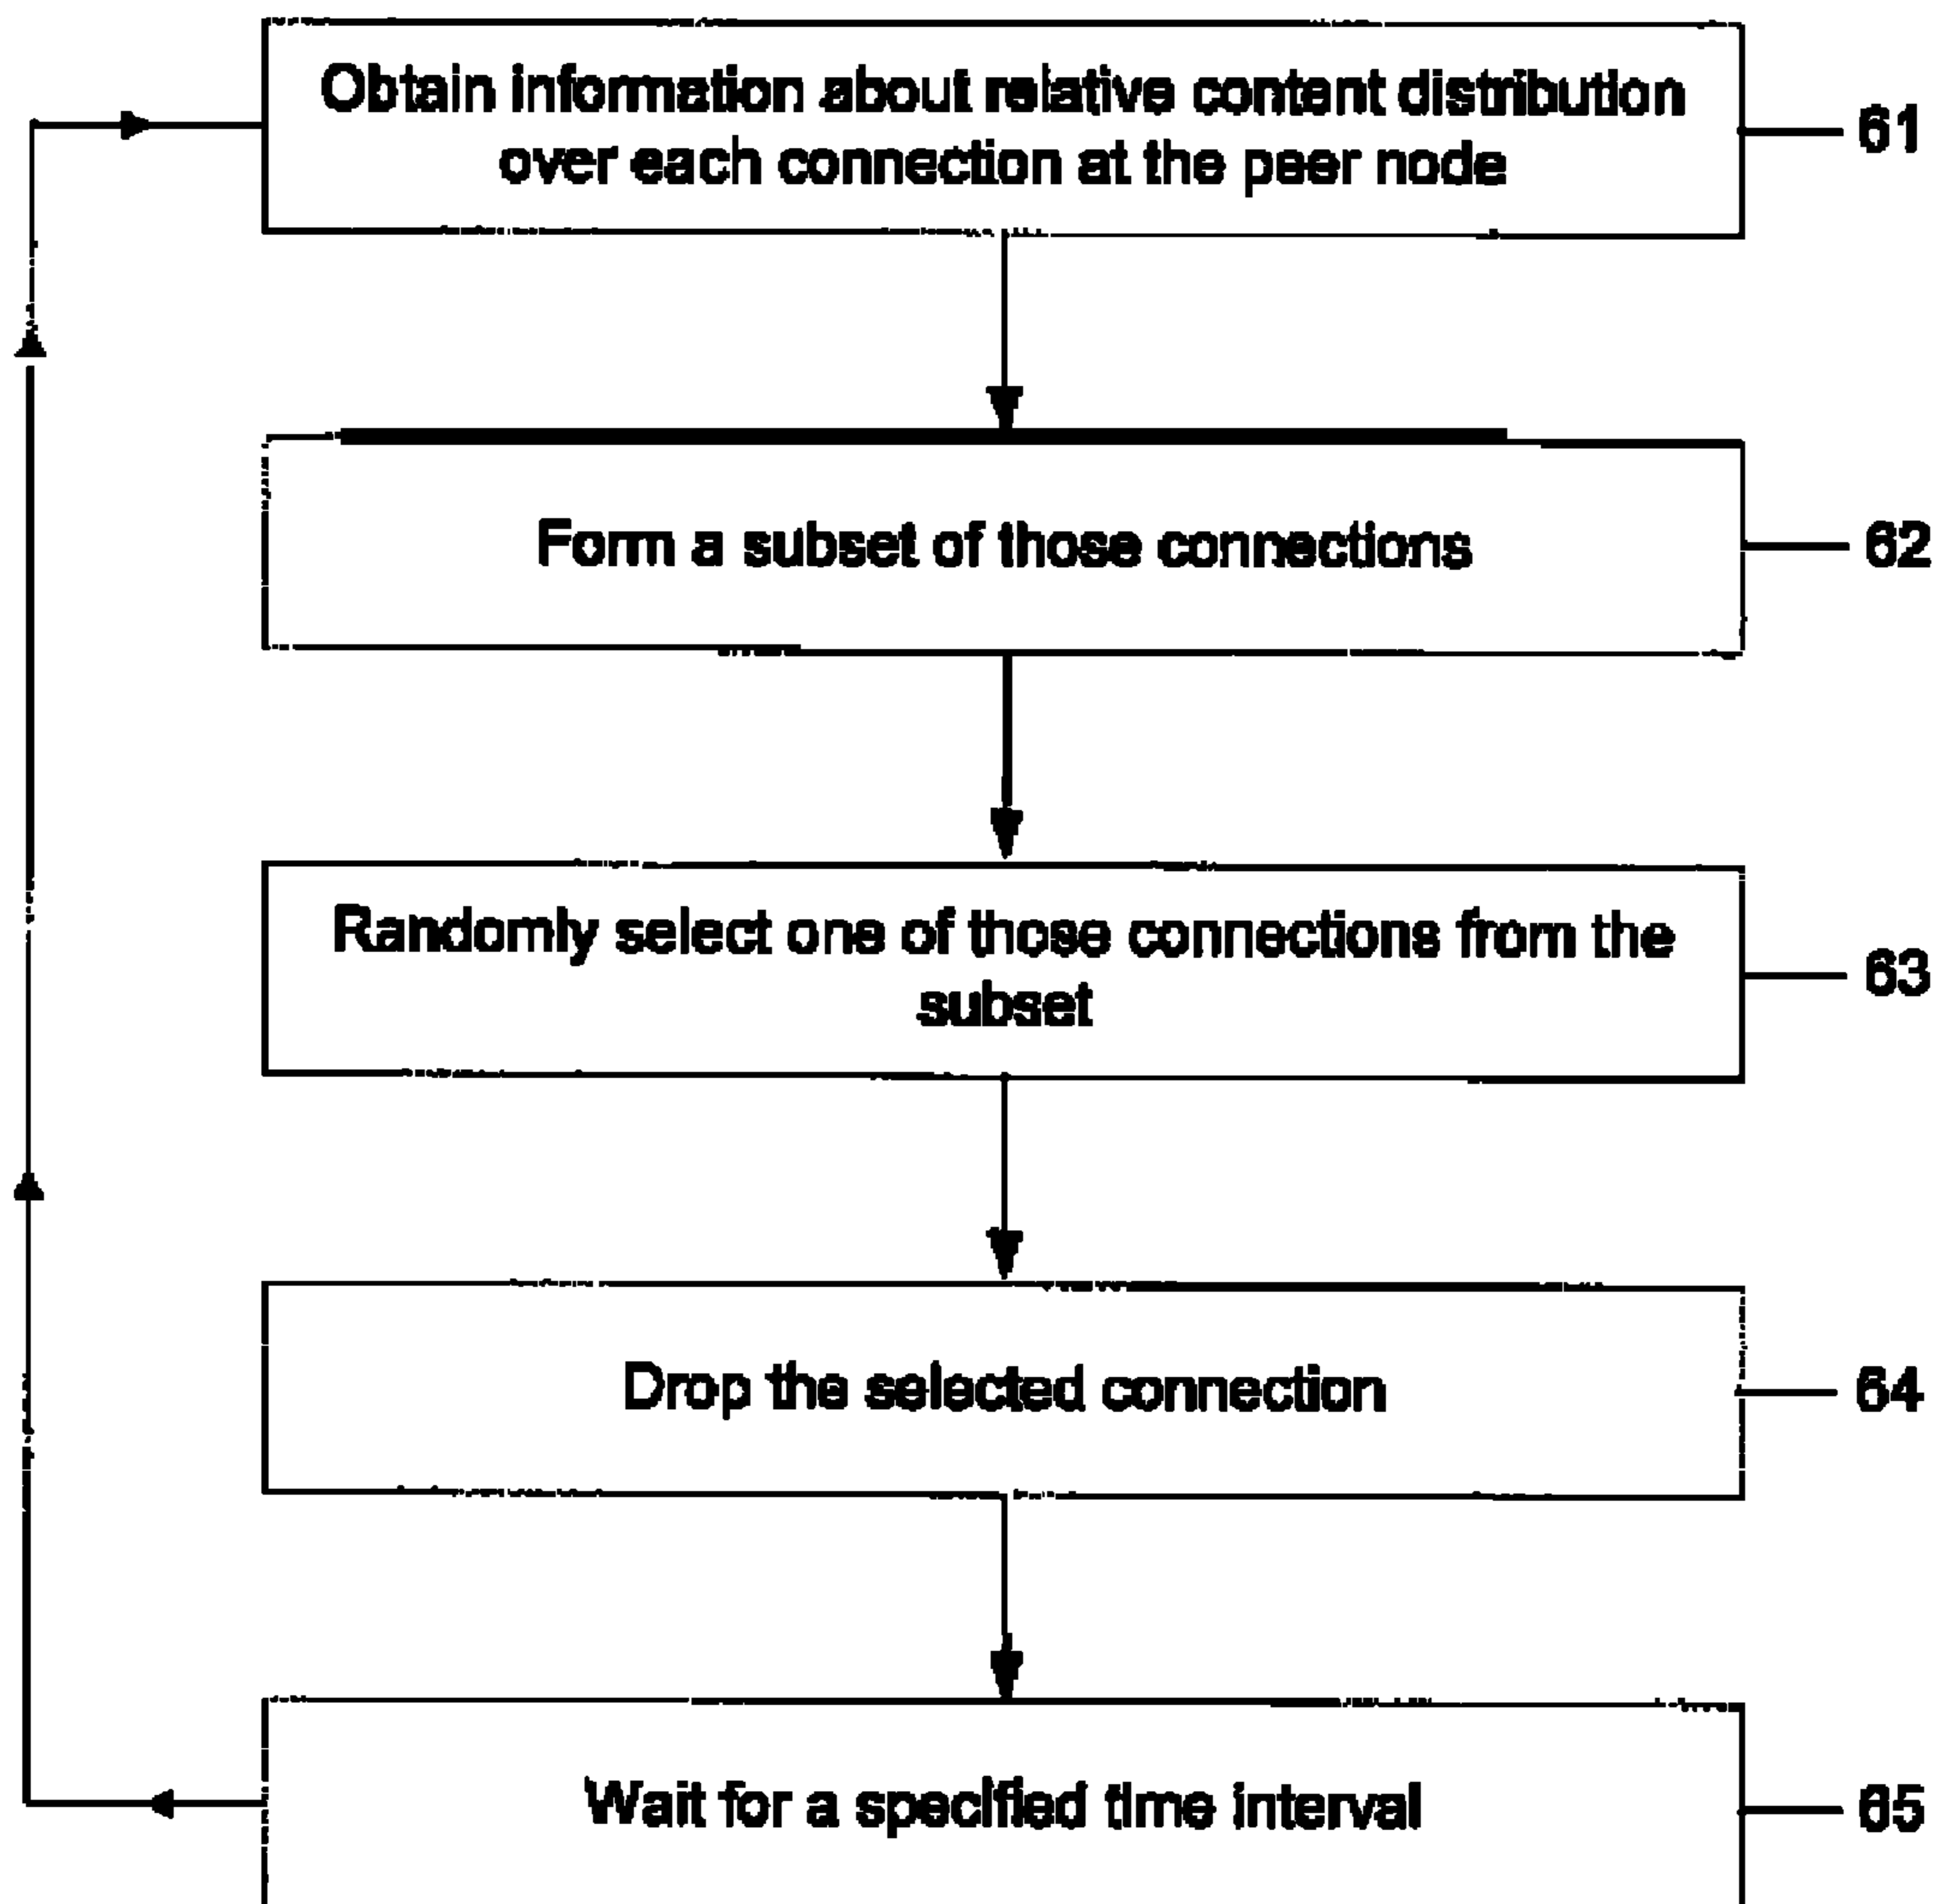 Obtain information about relative content distribution
over each connection at the peer node
61
Form a subset of those connections
62
Randomly select one of those connections from the
subset
63
Drop the selected connection
64
Wait for a specified time interval
65